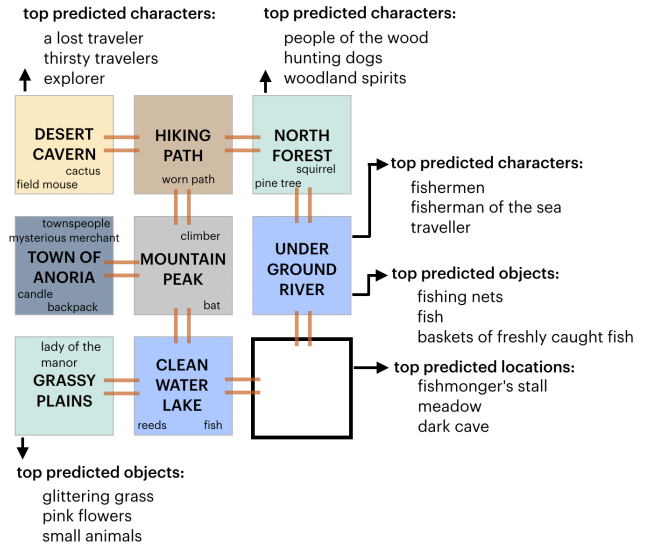 top predicted characters:
a lost traveler
thirsty travelers
explorer
top predicted characters:
people of the wood
hunting dogs
woodland spirits
DESERT
CAVERN
cactus
field mouse
HIKING
PATH
worn path
NORTH
FOREST
squirrel
pine tree
top predicted characters:
fishermen
fisherman of the sea
traveller
townspeople
mysterious merchant
TOWN OF
ANORIA
candle
backpack
climber
MOUNTAIN
PEAK
bat
UNDER
GROUND
RIVER
top predicted objects:
fishing nets
fish
baskets of freshly caught fish
lady of the
manor
GRASSY
PLAINS
CLEAN
WATER
LAKE
reeds
fish
top predicted locations:
fishmonger's stall
meadow
dark cave
top predicted objects:
glittering grass
pink flowers
small animals